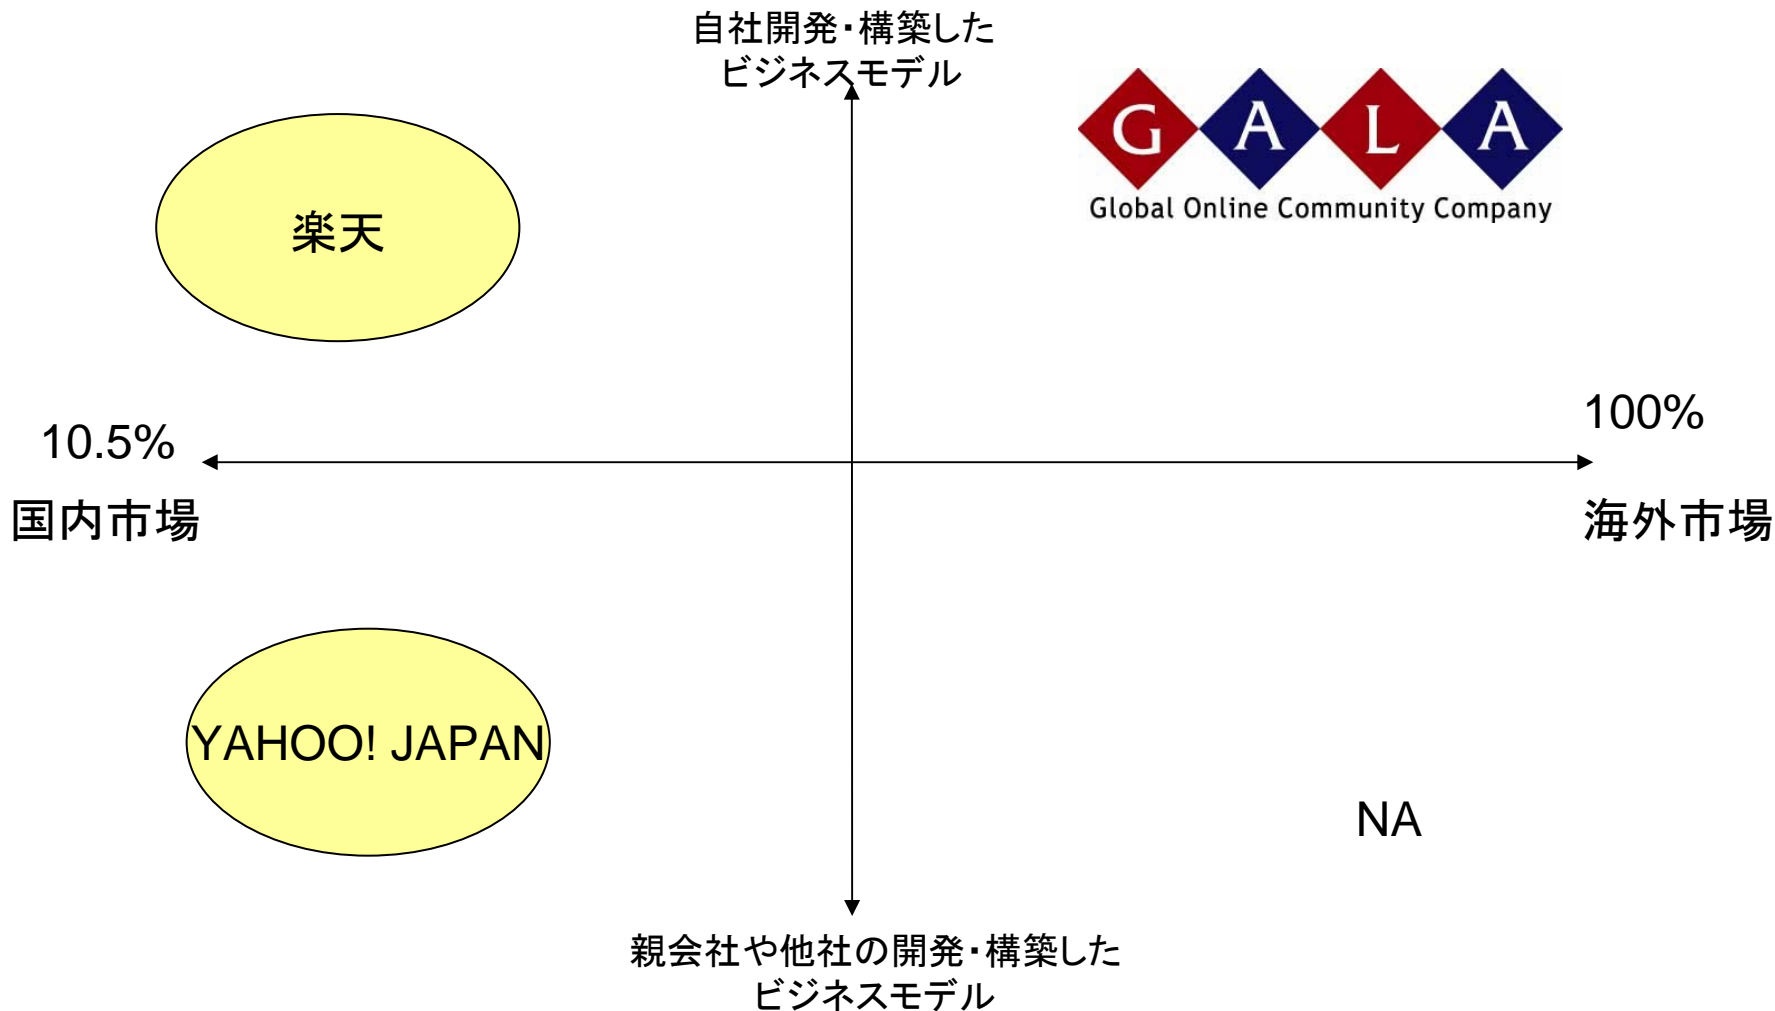 自社開発・構築した
ビジネスモデル
GALA
Global Online Community Company
楽天
10.5%
100%
国内市場
海外市場
YAHOO! JAPAN
NA
親会社や他社の開発・構築した
ビジネスモデル